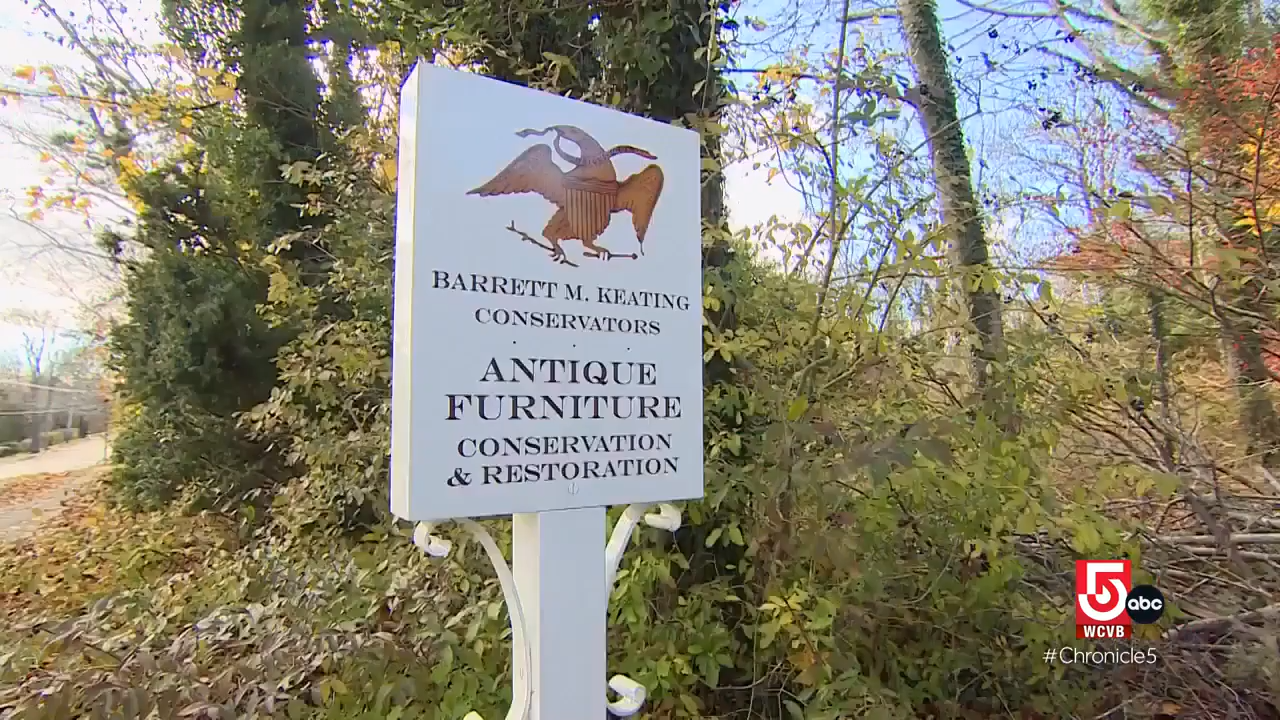 BARRETT M. KEATING
CONSERVATORS
ANTIQUE
FURNITURE
CONSERVATION
& RESTORATION
5
abc
WCVB
#Chronicle5